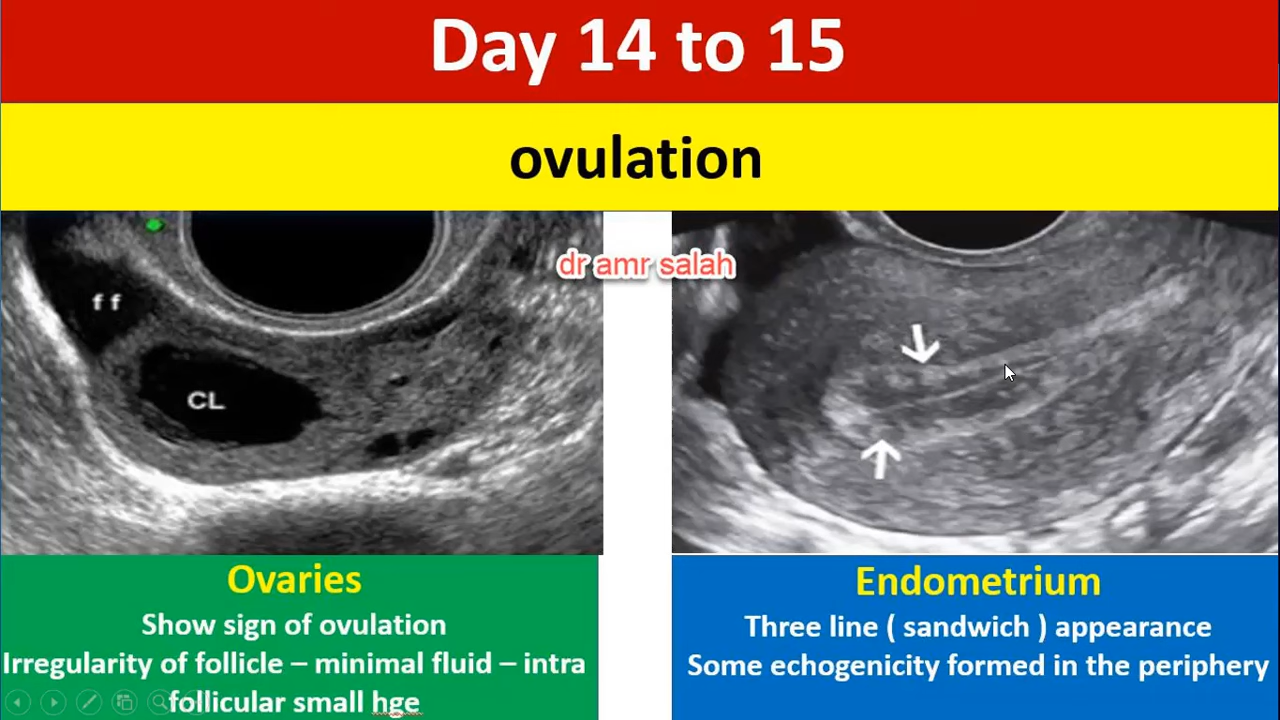 Day 14 to 15
ovulation
dr amr salah
f f
CL
Ovaries
Show sign of ovulation
Irregularity of follicle – minimal fluid – intra
follicular small hge
Endometrium
Three line ( sandwich ) appearance
Some echogenicity formed in the periphery